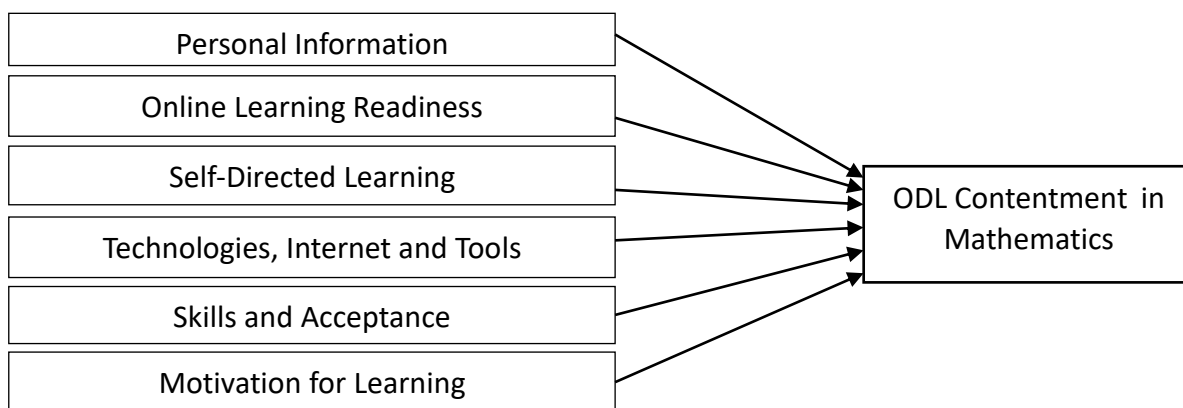 Personal Information
Online Learning Readiness
Self-Directed Learning
Technologies, Internet and Tools
Skills and Acceptance
Motivation for Learning
ODL Contentment in
Mathematics